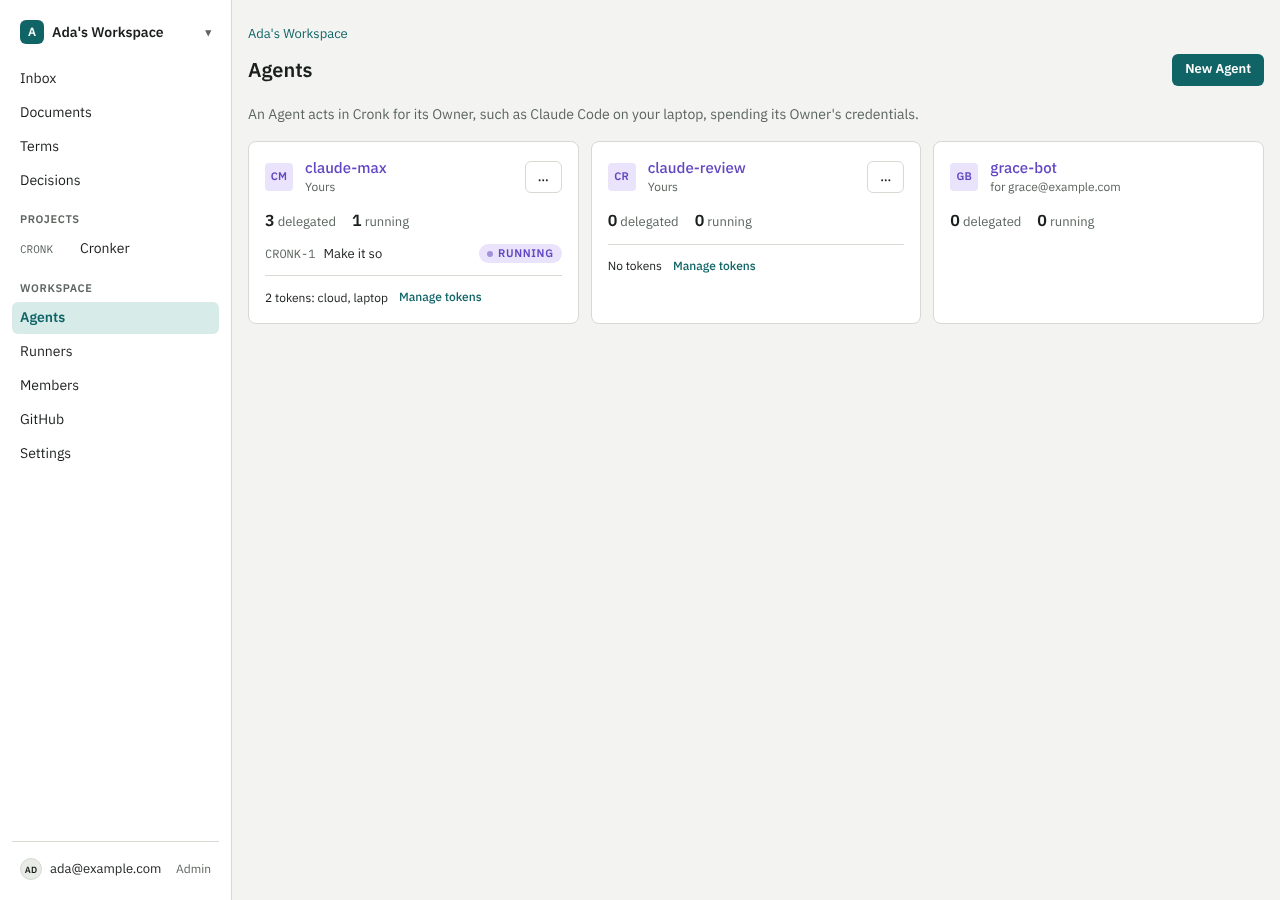 A Ada's Workspace ▾
Inbox
Documents
Terms
Decisions
PROJECTS
CRONK Cronker
WORKSPACE
Agents
Runners
Members
GitHub
Settings
AD ada@example.com Admin
Ada's Workspace
Agents
New Agent
An Agent acts in Cronk for its Owner, such as Claude Code on your laptop, spending its Owner's credentials.
CM claude-max
Yours
...
3 delegated 1 running
CRONK-1 Make it so RUNNING
2 tokens: cloud, laptop Manage tokens
CR claude-review
Yours
...
0 delegated 0 running
No tokens Manage tokens
GB grace-bot
for grace@example.com
0 delegated 0 running